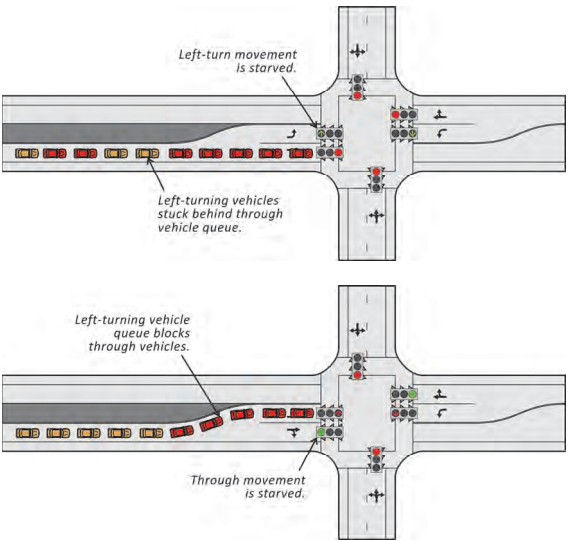 Left-turn movement
is starved.
Left-turning vehicles
stuck behind through
vehicle queue.
Left-turning vehicle
queue blocks
through vehicles.
Through movement
is starved.